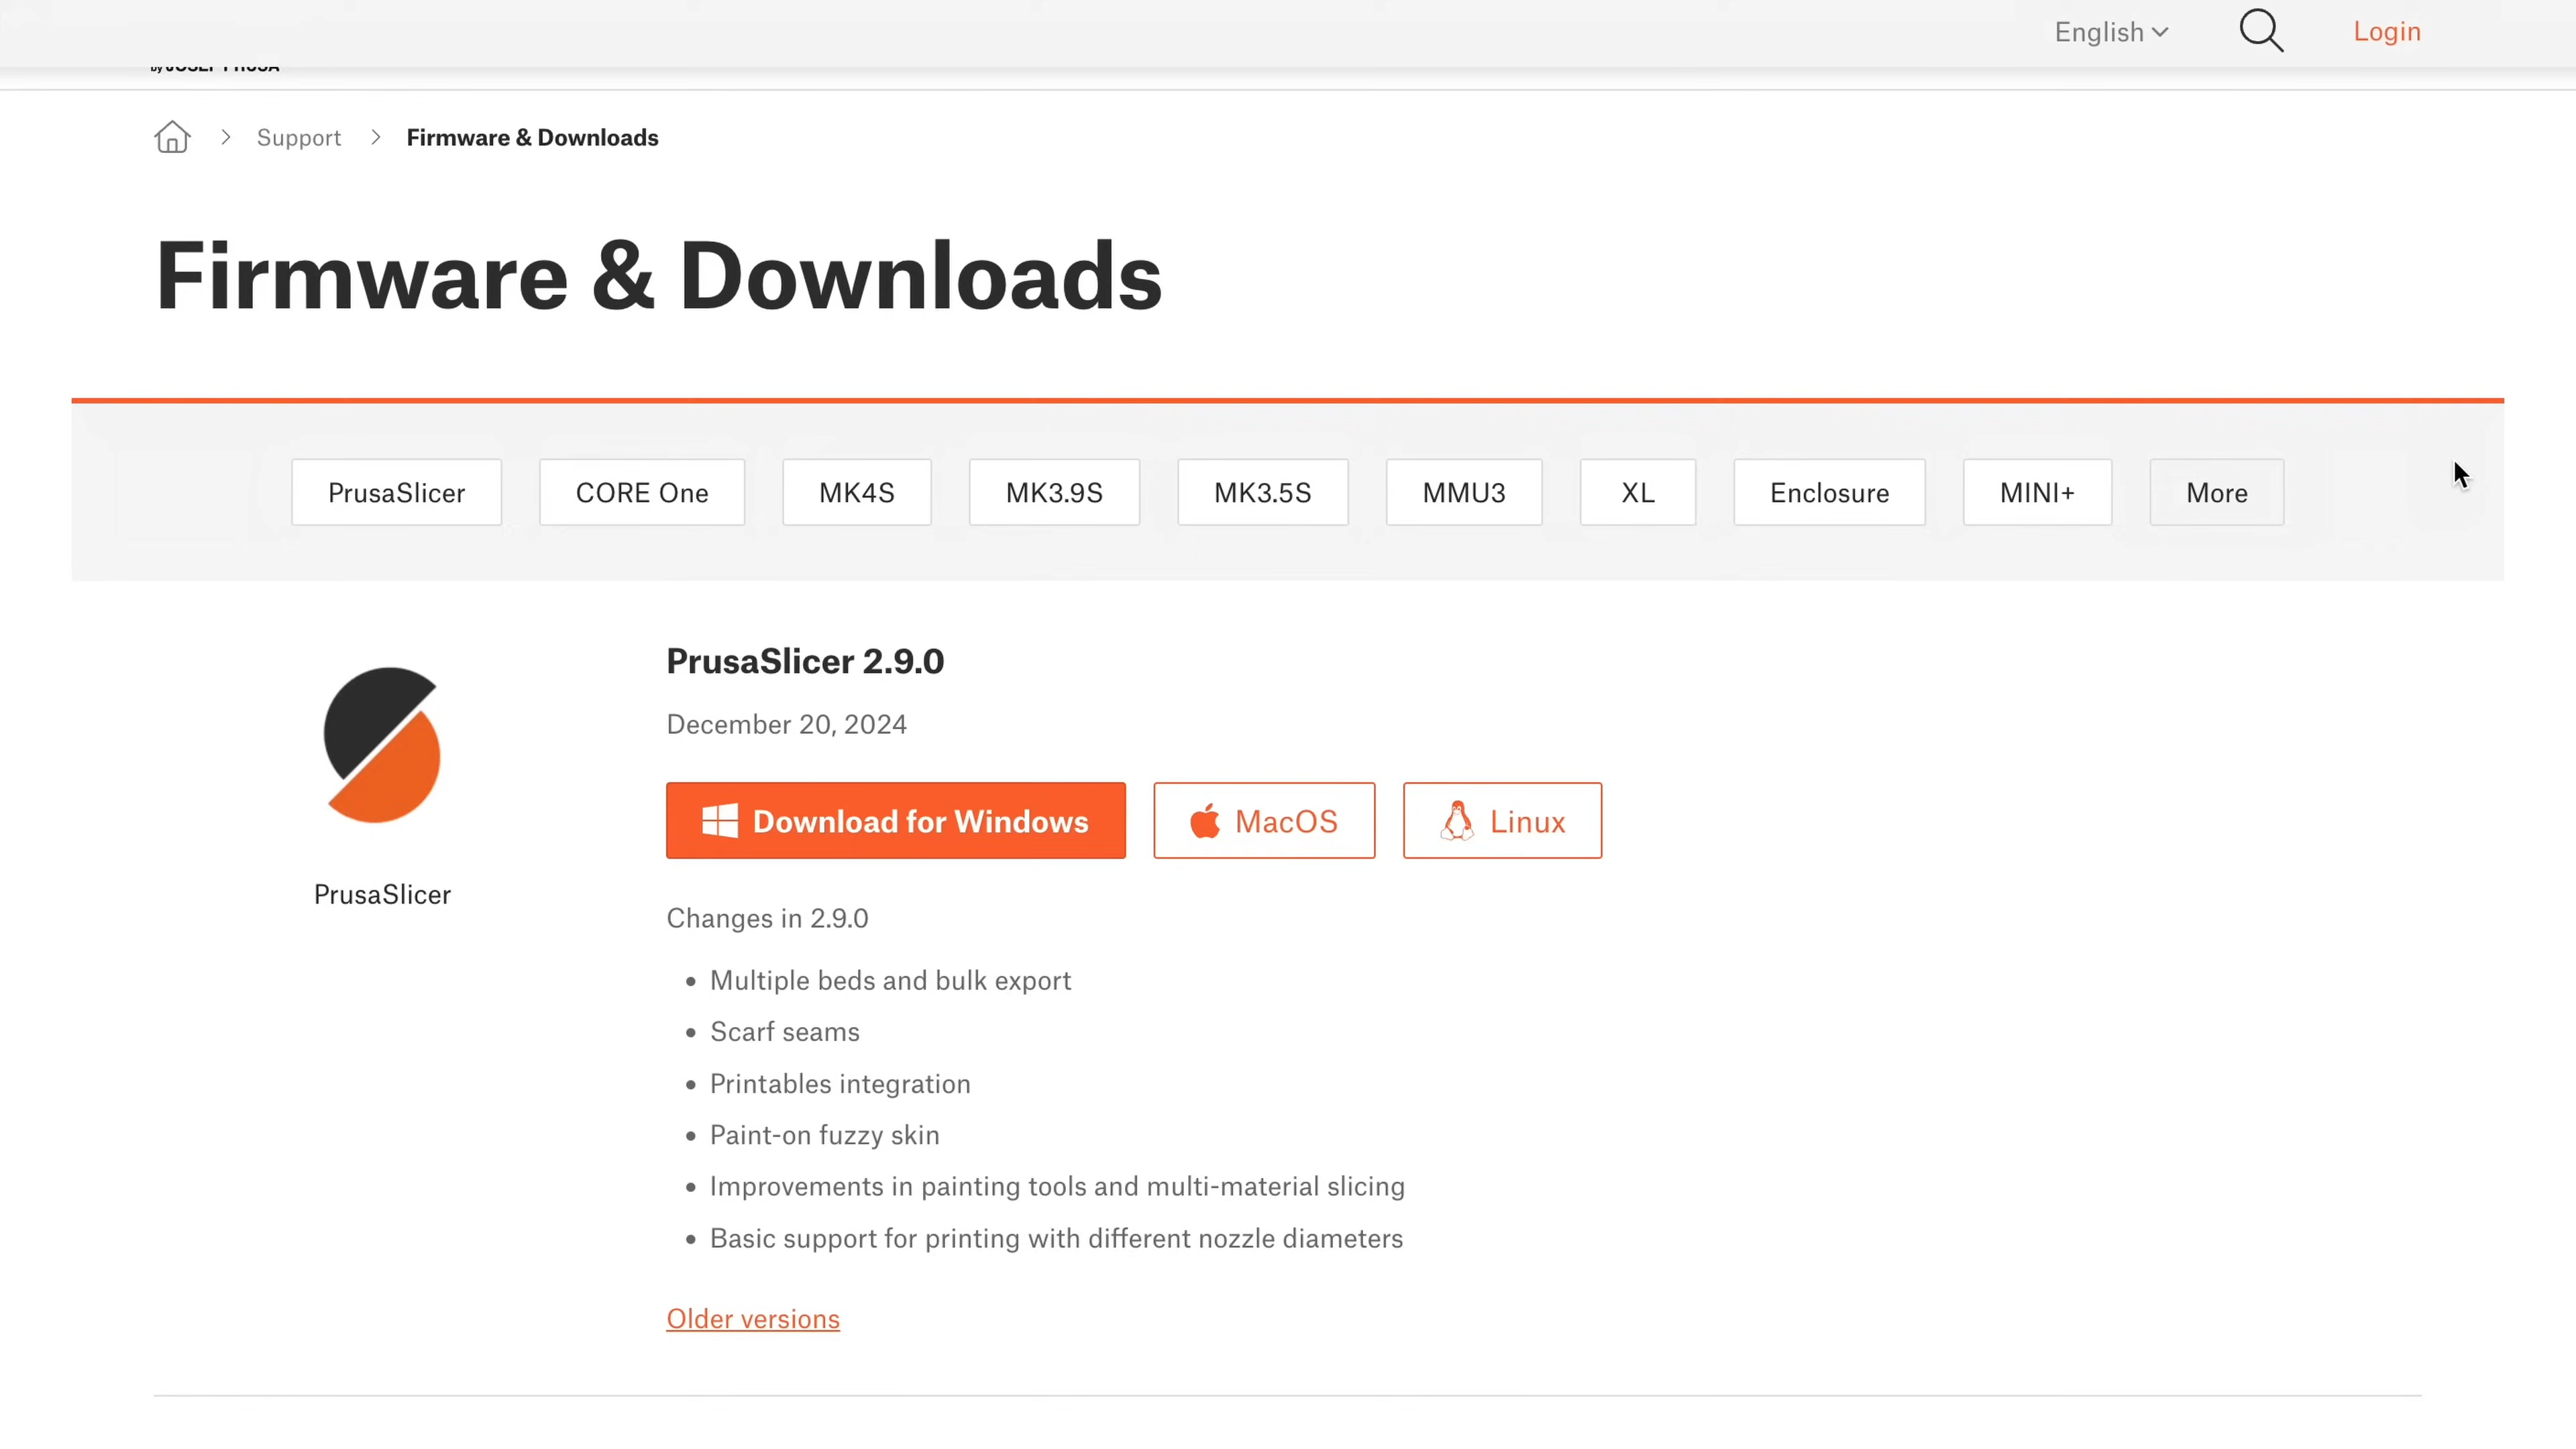 English
Login
by JOSEF PRUSA
Support
Firmware & Downloads
Firmware & Downloads
PrusaSlicer
CORE One
MK4S
MK3.9S
MK3.5S
MMU3
XL
Enclosure
MINI+
More
PrusaSlicer 2.9.0
December 20, 2024
Download for Windows
MacOS
Linux
PrusaSlicer
Changes in 2.9.0
Multiple beds and bulk export
Scarf seams
Printables integration
Paint-on fuzzy skin
Improvements in painting tools and multi-material slicing
Basic support for printing with different nozzle diameters
Older versions